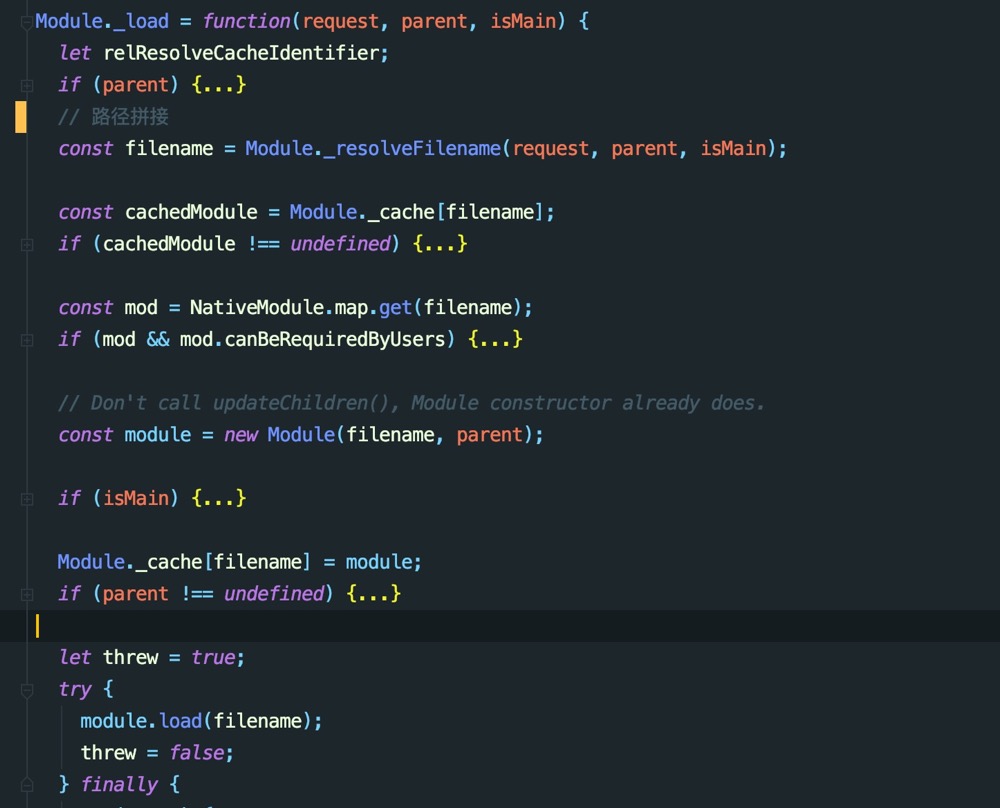 Module._load = function(request, parent, isMain) {
let relResolveCacheIdentifier;
if (parent) {...}
// 路径拼接
const filename = Module._resolveFilename(request, parent, isMain);
const cachedModule = Module._cache[filename];
if (cachedModule !== undefined) {...}
const mod = NativeModule.map.get(filename);
if (mod && mod.canBeRequiredByUsers) {...}
// Don't call updateChildren(), Module constructor already does.
const module = new Module(filename, parent);
if (isMain) {...}
Module._cache[filename] = module;
if (parent !== undefined) {...}
let threw = true;
try {
module.load(filename);
threw = false;
} finally {